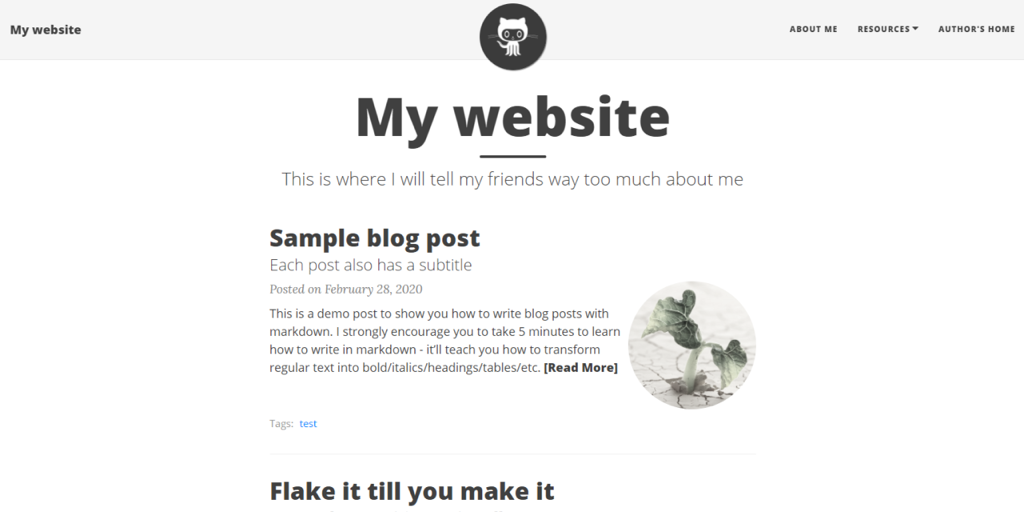 My website
ABOUT ME RESOURCES AUTHOR'S HOME
My website
This is where I will tell my friends way too much about me
Sample blog post
Each post also has a subtitle
Posted on February 28, 2020
This is a demo post to show you how to write blog posts with
markdown. I strongly encourage you to take 5 minutes to learn
how to write in markdown - it'll teach you how to transform
regular text into bold/italics/headings/tables/etc. [Read More]
Tags: test
Flake it till you make it